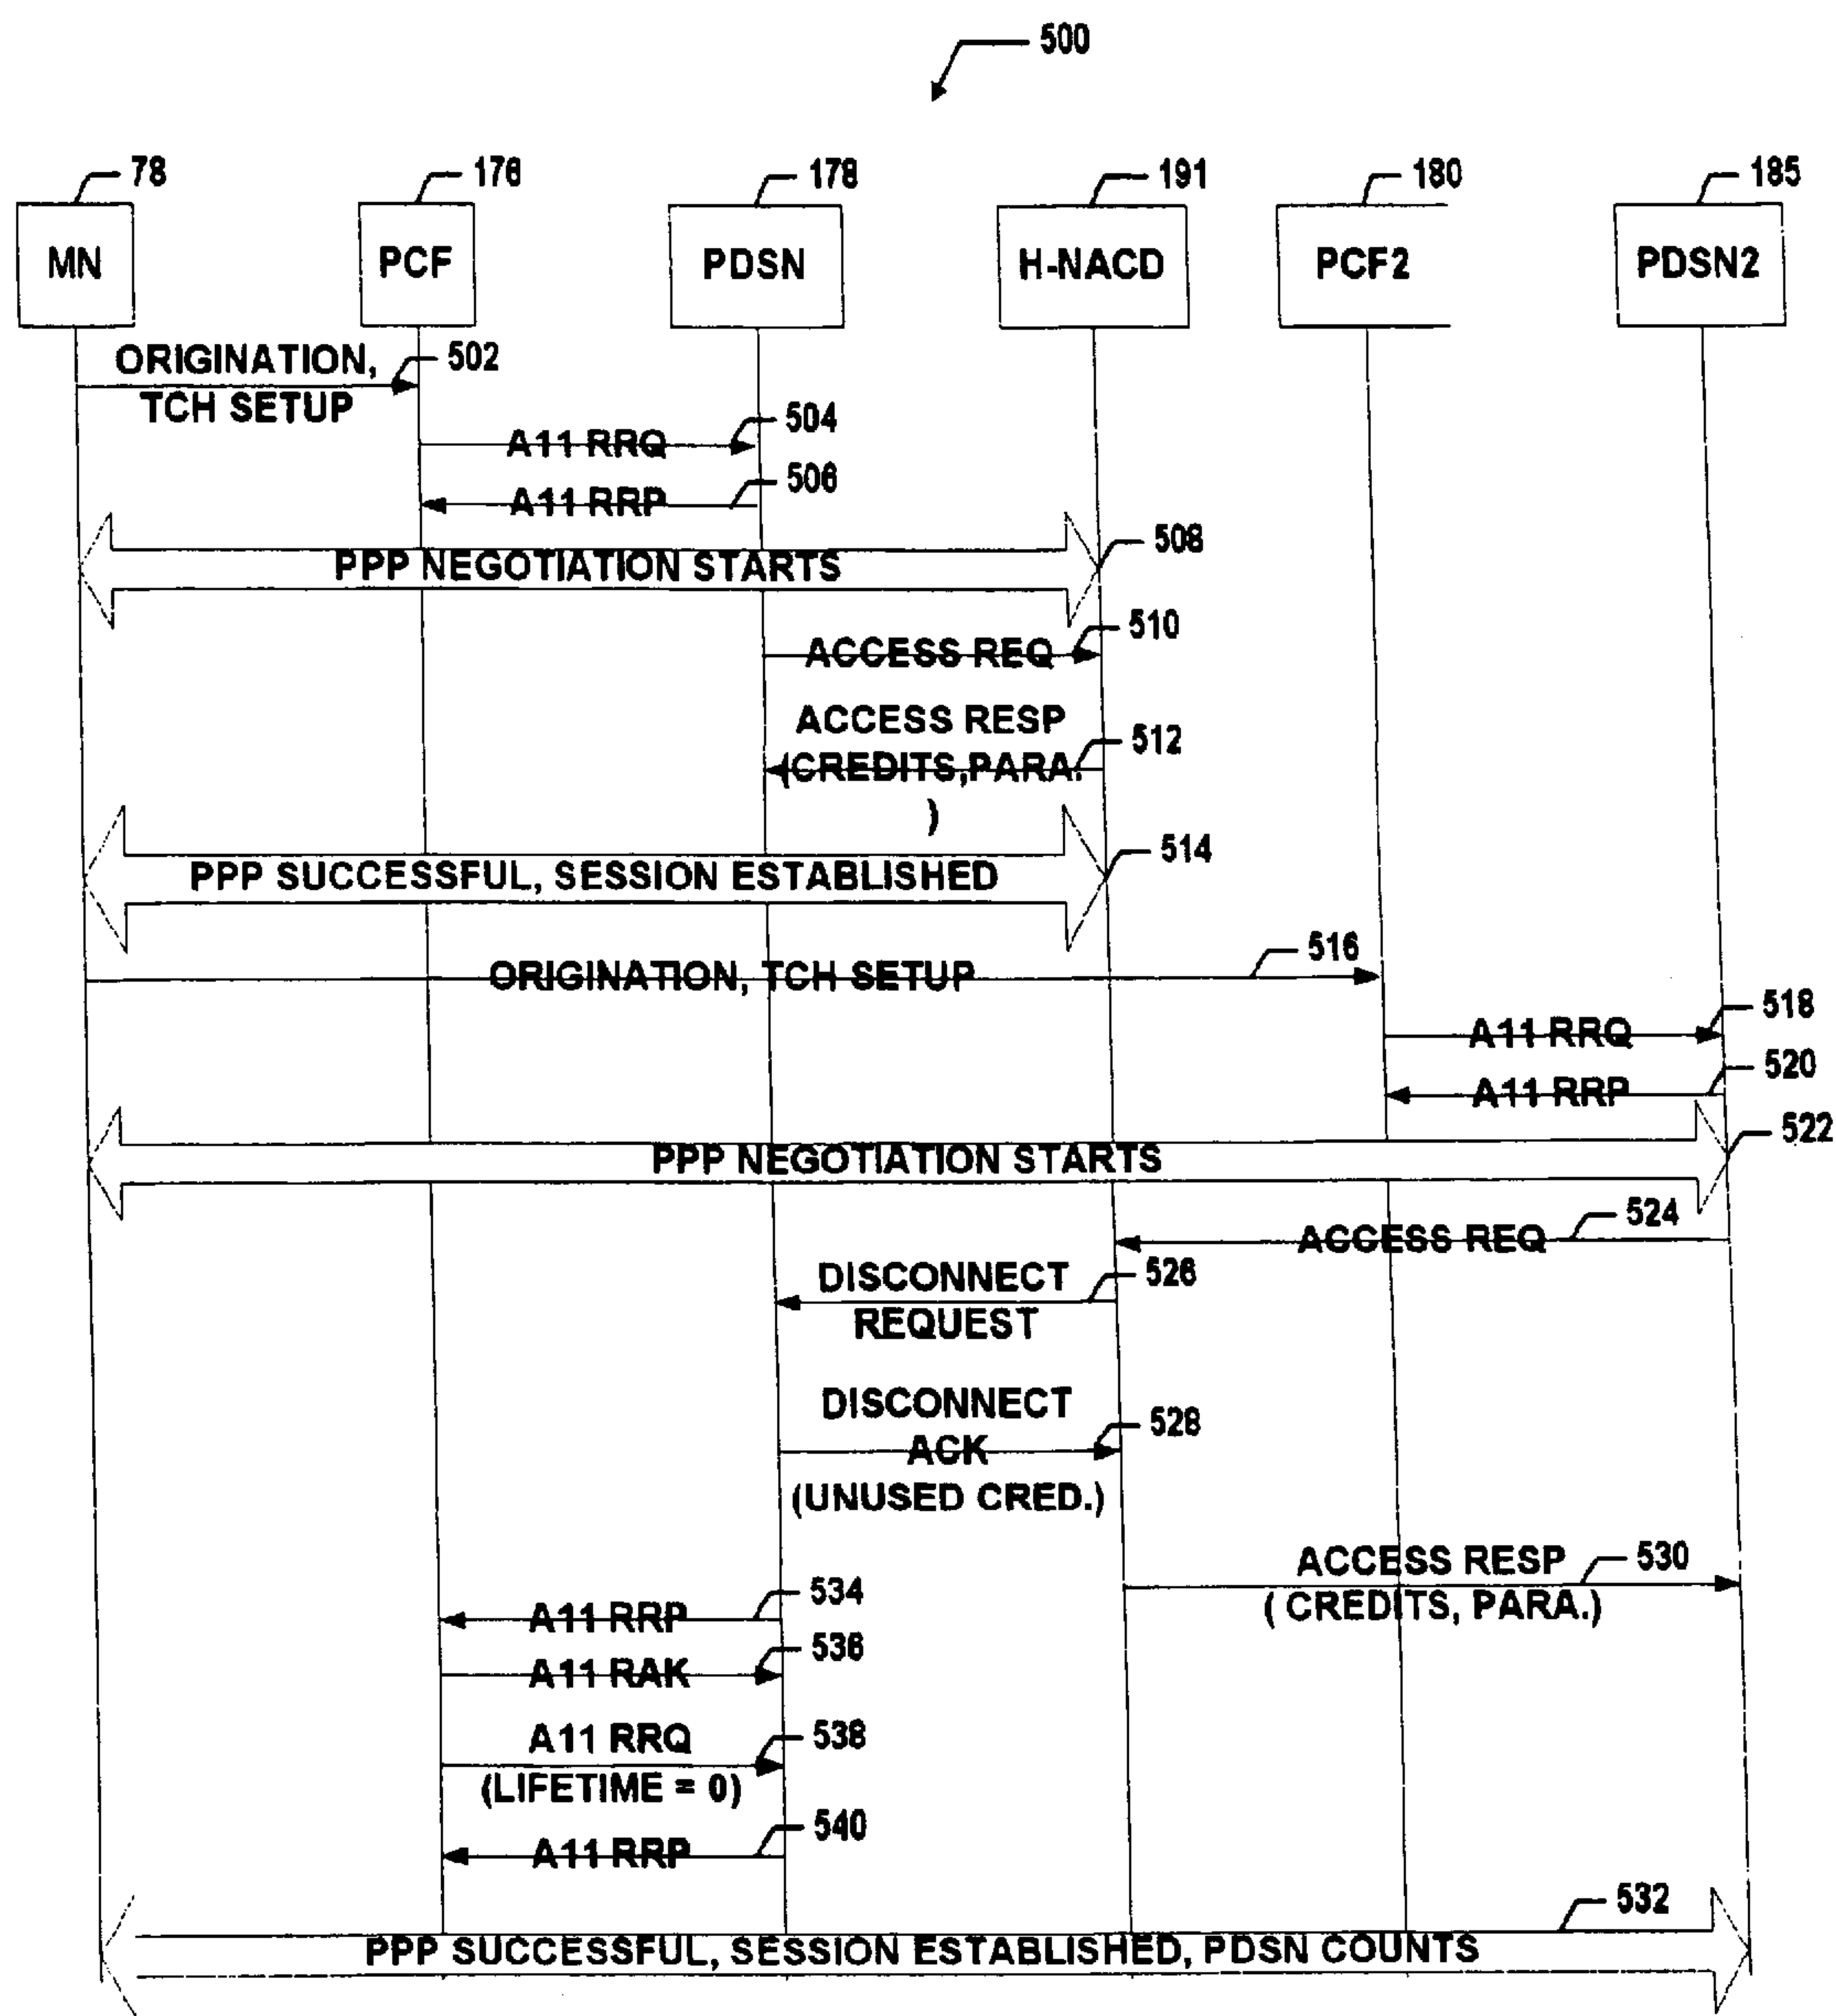 500
78
176
178
191
180
185
MN
PCF
PDSN
H-NACD
PCF2
PDSN2
ORIGINATION,
TCH SETUP
502
A11 RRQ
504
A11 RRP
506
PPP NEGOTIATION STARTS
508
ACCESS REQ
510
ACCESS RESP
(CREDITS,PARA.
)
512
PPP SUCCESSFUL, SESSION ESTABLISHED
514
ORIGINATION, TCH SETUP
516
A11 RRQ
518
A11 RRP
520
PPP NEGOTIATION STARTS
522
ACCESS REQ
524
DISCONNECT
REQUEST
526
DISCONNECT
ACK
(UNUSED CRED.)
528
ACCESS RESP
( CREDITS, PARA.)
530
A11 RRP
534
A11 RAK
536
A11 RRQ
(LIFETIME = 0)
538
A11 RRP
540
PPP SUCCESSFUL, SESSION ESTABLISHED, PDSN COUNTS
532